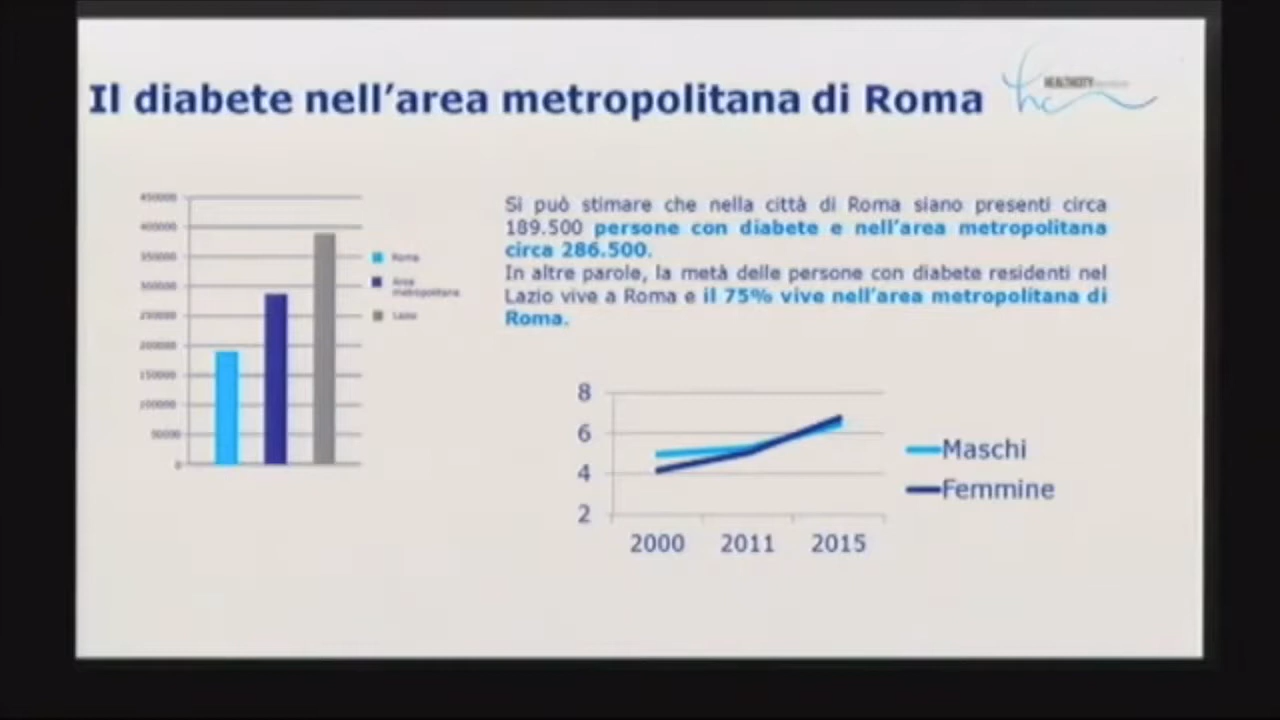 Il diabete nell'area metropolitana di Roma
HEALTHCITY
450000
400000
350000
300000
250000
200000
150000
100000
50000
0
Roma
Area
metropolitana
Lazio
Si può stimare che nella città di Roma siano presenti circa
189.500 persone con diabete e nell'area metropolitana
circa 286.500.
In altre parole, la metà delle persone con diabete residenti nel
Lazio vive a Roma e il 75% vive nell'area metropolitana di
Roma.
8
6
4
2
2000 2011 2015
Maschi
Femmine